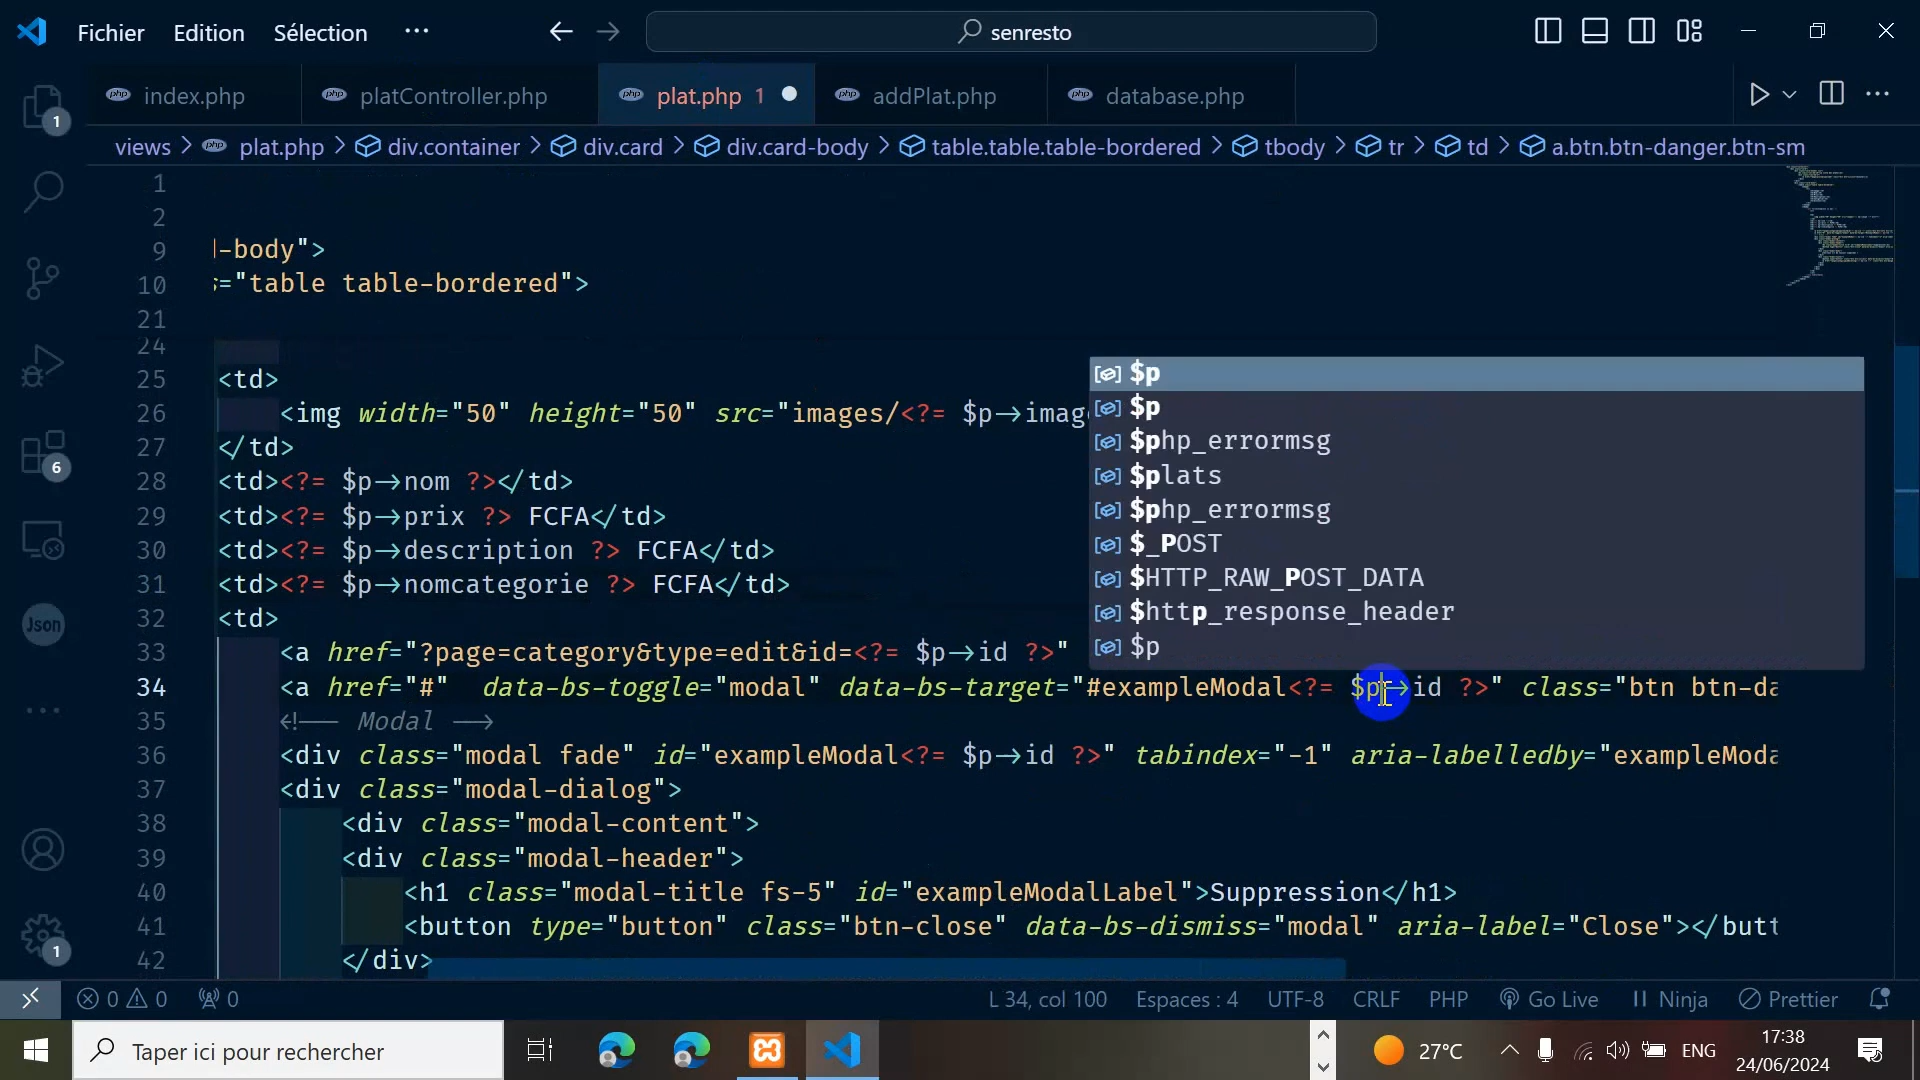 Fichier Edition Sélection ··· senresto
index.php platController.php plat.php 1 addPlat.php database.php
views > plat.php > div.container > div.card > div.card-body > table.table.table-bordered > tbody > tr > td > a.btn.btn-danger.btn-sm
1
2
9 d-body">
10 s="table table-bordered">
21
24
25 <td>
26 <img width="50" height="50" src="images/<?= $p->image
27 </td>
28 <td><?= $p->nom ?></td>
29 <td><?= $p->prix ?> FCFA</td>
30 <td><?= $p->description ?> FCFA</td>
31 <td><?= $p->nomcategorie ?> FCFA</td>
32 <td>
33 <a href="?page=category&type=edit&id=<?= $p->id ?>"
34 <a href="#" data-bs-toggle="modal" data-bs-target="#exampleModal<?= $p->id ?>" class="btn btn-da
35 <!-- Modal -->
36 <div class="modal fade" id="exampleModal<?= $p->id ?>" tabindex="-1" aria-labelledby="exampleModa
37 <div class="modal-dialog">
38 <div class="modal-content">
39 <div class="modal-header">
40 <h1 class="modal-title fs-5" id="exampleModalLabel">Suppression</h1>
41 <button type="button" class="btn-close" data-bs-dismiss="modal" aria-label="Close"></butt
42 </div>
$p
$p
$php_errormsg
$plats
$php_errormsg
$_POST
$HTTP_RAW_POST_DATA
$http_response_header
$p
1
6
Json
1
0 0 0 L 34, col 100 Espaces : 4 UTF-8 CRLF PHP Go Live Ninja Prettier
Taper ici pour rechercher 27°C ENG 17:38
24/06/2024